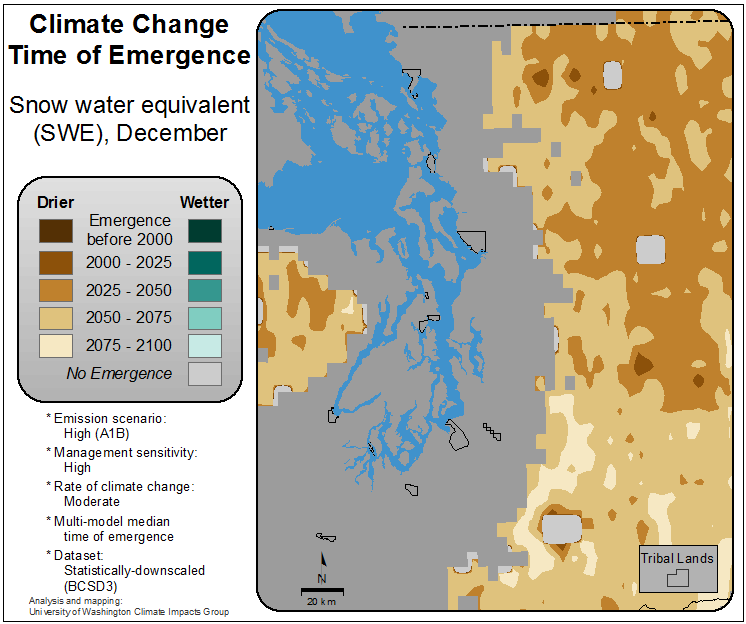 Climate Change
Time of Emergence
Snow water equivalent
(SWE), December
Drier
Wetter
Emergence
before 2000
2000 - 2025
2025 - 2050
2050 - 2075
2075 - 2100
No Emergence
* Emission scenario:
High (A1B)
* Management sensitivity:
High
* Rate of climate change:
Moderate
* Multi-model median
time of emergence
* Dataset:
Statistically-downscaled
(BCSD3)
Analysis and mapping:
University of Washington Climate Impacts Group
N
20 km
Tribal Lands